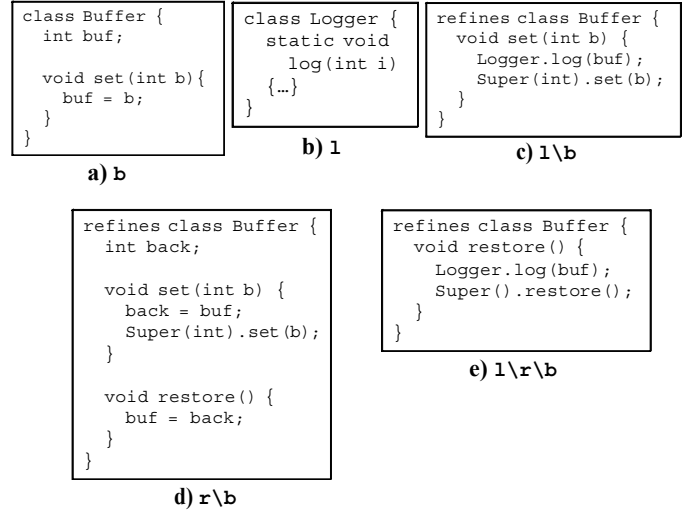 class Buffer {
int buf;
void set(int b){
buf = b;
}
}
a) b
class Logger {
static void
log(int i)
{…}
}
b) l
refines class Buffer {
void set(int b) {
Logger.log(buf);
Super(int).set(b);
}
}
c) l\b
refines class Buffer {
int back;
void set(int b) {
back = buf;
Super(int).set(b);
}
void restore() {
buf = back;
}
}
d) r\b
refines class Buffer {
void restore() {
Logger.log(buf);
Super().restore();
}
}
e) l\r\b